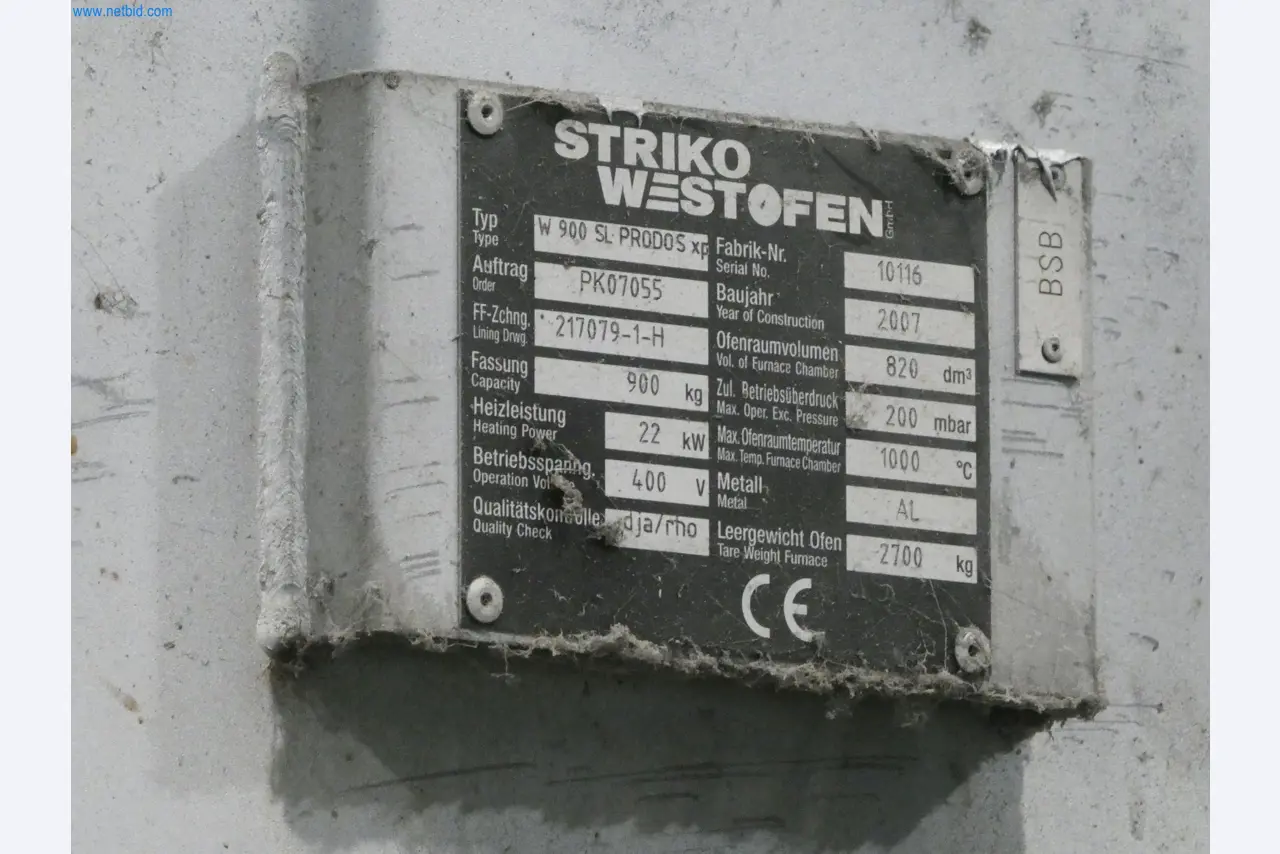 www.netbid.com
STRIKO
WESTOFEN GmbH
Typ
Type
W 900 SL PRODOS xp
Auftrag
Order
PK07055
FF-Zchng.
Lining Drwg.
217079-1-H
Fassung
Capacity
900 kg
Heizleistung
Heating Power
22 kW
Betriebsspanng.
Operation
400 V
Qualitätskontrolle
Quality Check
dja/rho
Fabrik-Nr.
Serial No.
10116
Baujahr
Year of Construction
2007
Ofenraumvolumen
Vol. of Furnace Chamber
820 dm³
Zul. Betriebsüberdruck
Max. Oper. Exc. Pressure
200 mbar
Max. Ofenraumtemperatur
Max. Temp. Furnace Chamber
1000 °C
Metall
Metal
AL
Leergewicht Ofen
Tare Weight Furnace
2700 kg
CE
BSB